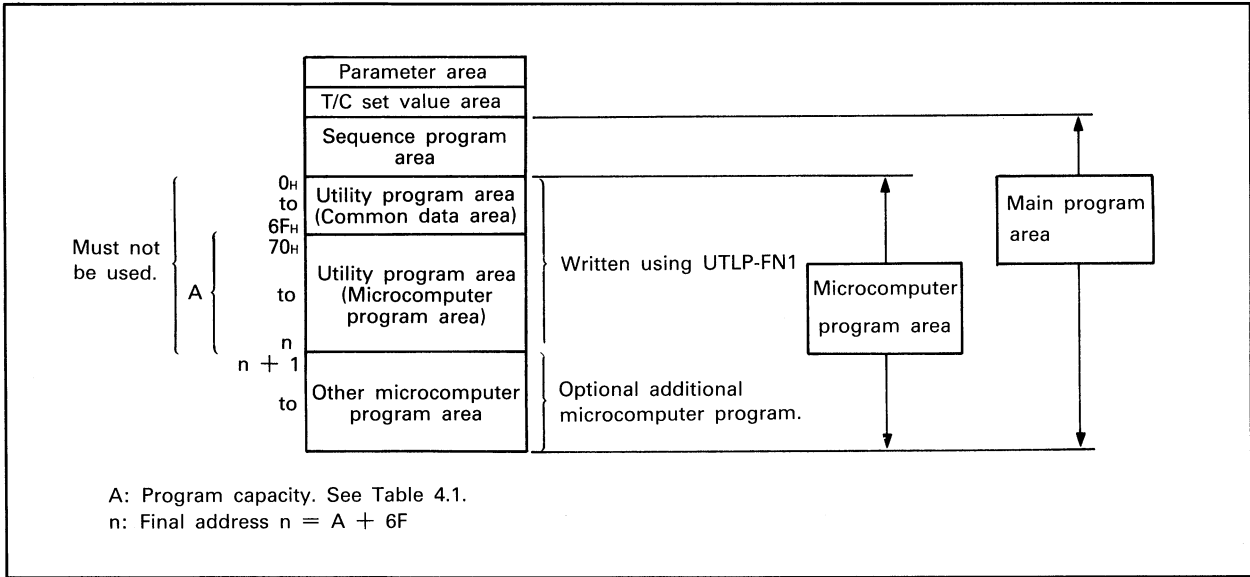 Parameter area
T/C set value area
Sequence program
area
0H
to
6FH
Utility program area
(Common data area)
Must not
be used.
A
70H
to
n
Utility program area
(Microcomputer
program area)
Written using UTLP-FN1
Microcomputer
program area
Main program
area
n + 1
to
Other microcomputer
program area
Optional additional
microcomputer program.
A: Program capacity. See Table 4.1.
n: Final address n = A + 6F